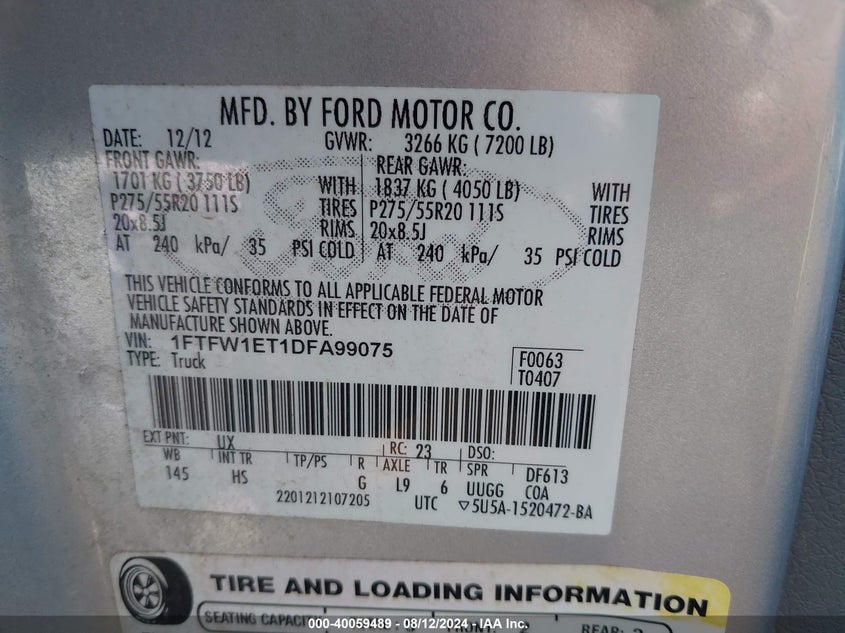 MFD. BY FORD MOTOR CO.
DATE: 12/12 GVWR: 3266 KG ( 7200 LB)
FRONT GAWR: REAR GAWR:
1701 KG ( 3750 LB) WITH 1837 KG ( 4050 LB) WITH
P275/55R20 111S TIRES P275/55R20 111S TIRES
20x8.5J RIMS 20x8.5J RIMS
AT 240 kPa/ 35 PSI COLD AT 240 kPa/ 35 PSI COLD
THIS VEHICLE CONFORMS TO ALL APPLICABLE FEDERAL MOTOR
VEHICLE SAFETY STANDARDS IN EFFECT ON THE DATE OF
MANUFACTURE SHOWN ABOVE.
VIN: 1FTFW1ET1DFA99075
TYPE: Truck
F0063
T0407
EXT PNT: UX RC: 23 DSO:
WB INT TR TP/PS R AXLE TR SPR DF613
145 HS G L9 6 UUGG COA
2201212107205 UTC ▽5U5A-1520472-BA
TIRE AND LOADING INFORMATION
SEATING CAPACITY
-- 000-40059489 - 08/12/2024 - IAA Inc.